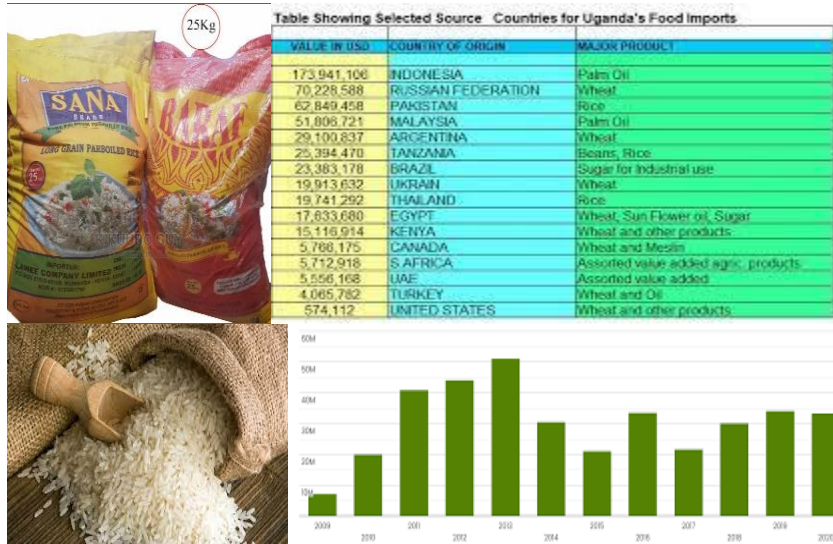 25Kg
SANA
BRAND
LONG GRAIN PARBOILED RICE
IMPORTER:
COMPANY LIMITED
BARAF
Table Showing Selected Source Countries for Uganda's Food Imports
VALUE IN USD COUNTRY OF ORIGIN MAJOR PRODUCT
173,941,106 INDONESIA Palm Oil
70,228,588 RUSSIAN FEDERATION Wheat
62,849,458 PAKISTAN Rice
51,806,721 MALAYSIA Palm Oil
29,100,837 ARGENTINA Wheat
25,394,470 TANZANIA Beans, Rice
23,383,178 BRAZIL Sugar for Industrial use
19,913,632 UKRAIN Wheat
19,741,292 THAILAND Rice
17,633,680 EGYPT Wheat, Sun Flower oil, Sugar
15,116,914 KENYA Wheat and other products
5,766,175 CANADA Wheat and Meslin
5,712,918 S.AFRICA Assorted value added agric. products
5,556,168 UAE Assorted value added
4,065,782 TURKEY Wheat and Oil
574,112 UNITED STATES Wheat and other products
60M
50M
40M
30M
20M
10M
2009 2010 2011 2012 2013 2014 2015 2016 2017 2018 2019 2020